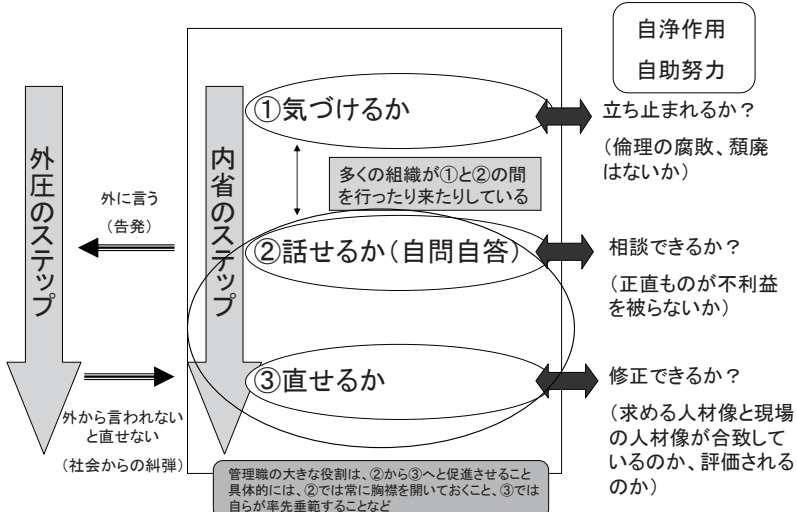 自浄作用
自助努力
外圧のステップ
内省のステップ
①気づけるか
立ち止まれるか？
（倫理の腐敗、頽廃
はないか）
多くの組織が①と②の間
を行ったり来たりしている
外に言う
（告発）
②話せるか（自問自答）
相談できるか？
（正直ものが不利益
を被らないか）
③直せるか
修正できるか？
（求める人材像と現場
の人材像が合致して
いるのか、評価される
のか）
外から言われない
と直せない
（社会からの糾弾）
管理職の大きな役割は、②から③へと促進させること
具体的には、②では常に胸襟を開いておくこと、③では
自らが率先垂範することなど